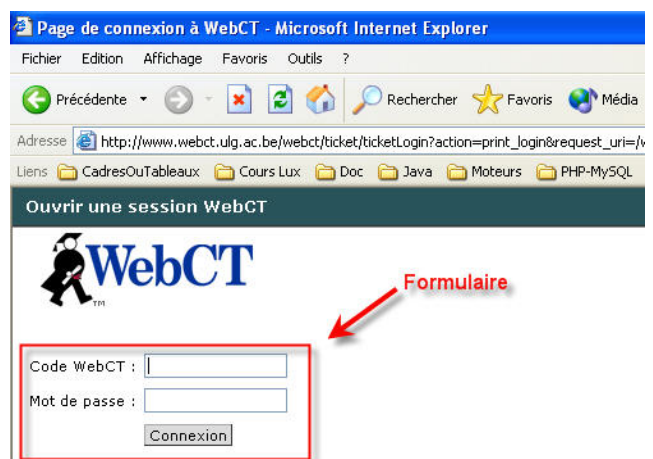 Page de connexion à WebCT - Microsoft Internet Explorer
Fichier Edition Affichage Favoris Outils ?
Précédente Rechercher Favoris Média
Adresse http://www.webct.ulg.ac.be/webct/ticket/ticketLogin?action=print_login&request_uri=/
Liens CadresOuTableaux Cours Lux Doc Java Moteurs PHP-MySQL
Ouvrir une session WebCT
WebCT
TM
Formulaire
Code WebCT :
Mot de passe :
Connexion